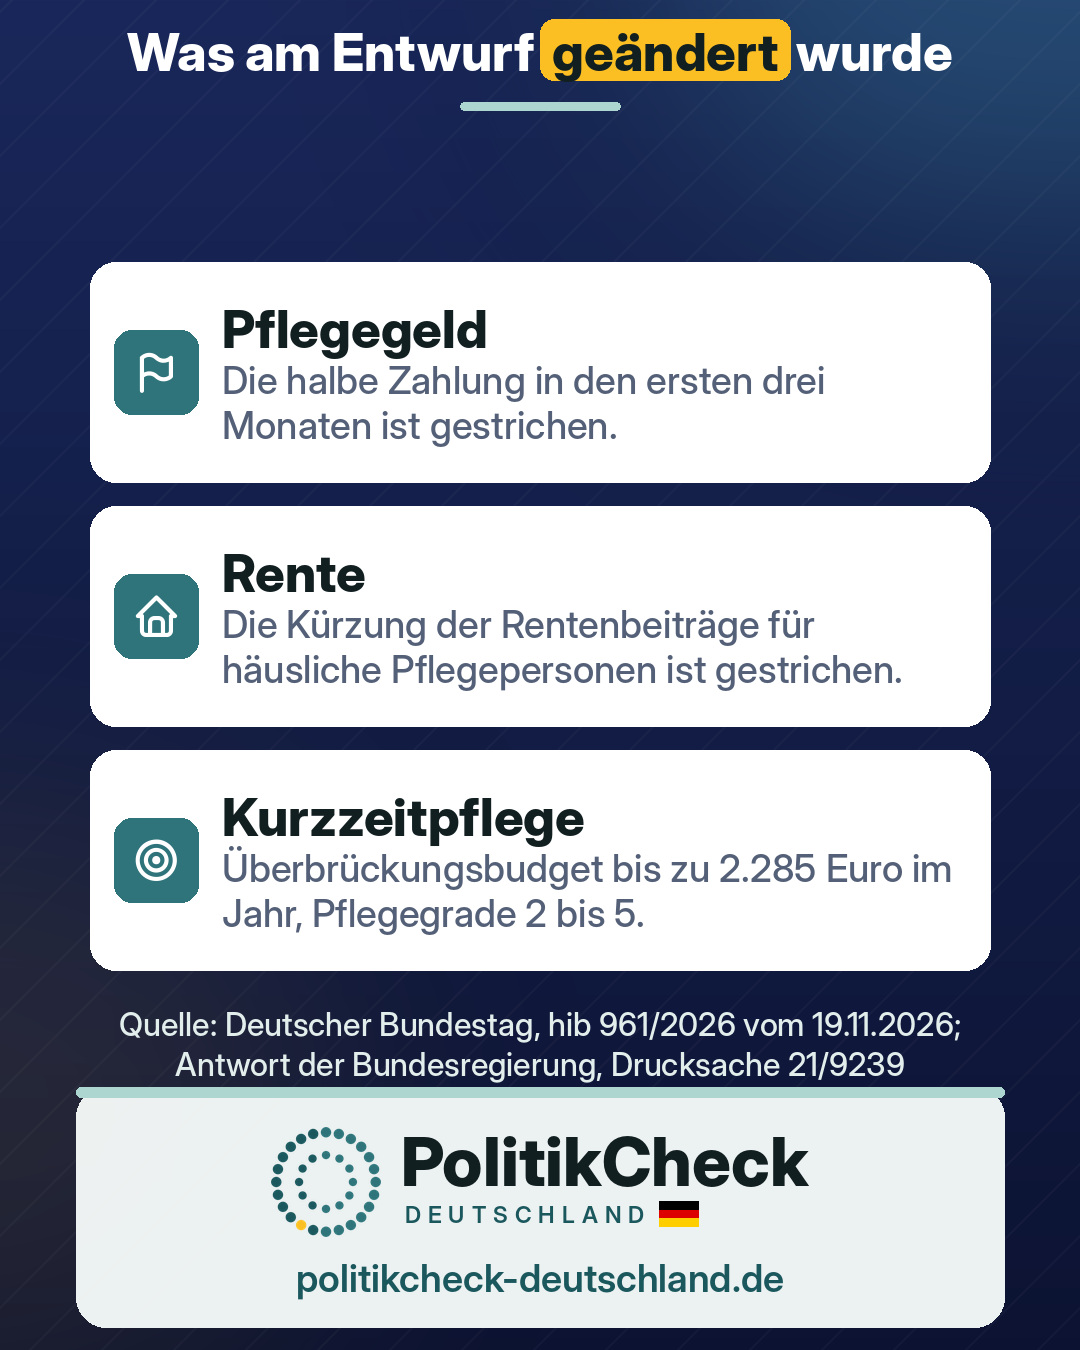 Was am Entwurf geändert wurde
Pflegegeld
Die halbe Zahlung in den ersten drei
Monaten ist gestrichen.
Rente
Die Kürzung der Rentenbeiträge für
häusliche Pflegepersonen ist gestrichen.
Kurzzeitpflege
Überbrückungsbudget bis zu 2.285 Euro im
Jahr, Pflegegrade 2 bis 5.
Quelle: Deutscher Bundestag, hib 961/2026 vom 19.11.2026;
Antwort der Bundesregierung, Drucksache 21/9239
PolitikCheck
DEUTSCHLAND
politikcheck-deutschland.de